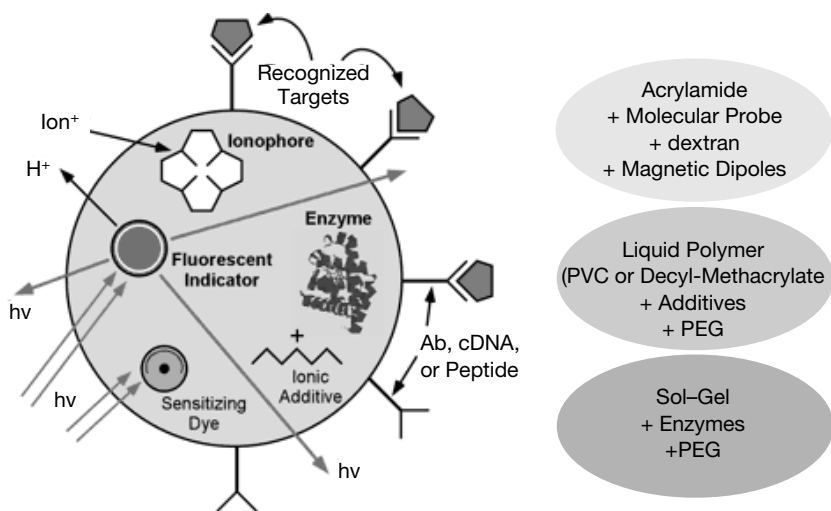 Recognized
Targets
Ion⁺
Ionophore
H⁺
Enzyme
Fluorescent
Indicator
hν
+
Ionic
Additive
Ab, cDNA,
or Peptide
hν
Sensitizing
Dye
hν
Acrylamide
+ Molecular Probe
+ dextran
+ Magnetic Dipoles
Liquid Polymer
(PVC or Decyl-Methacrylate
+ Additives
+ PEG
Sol–Gel
+ Enzymes
+PEG